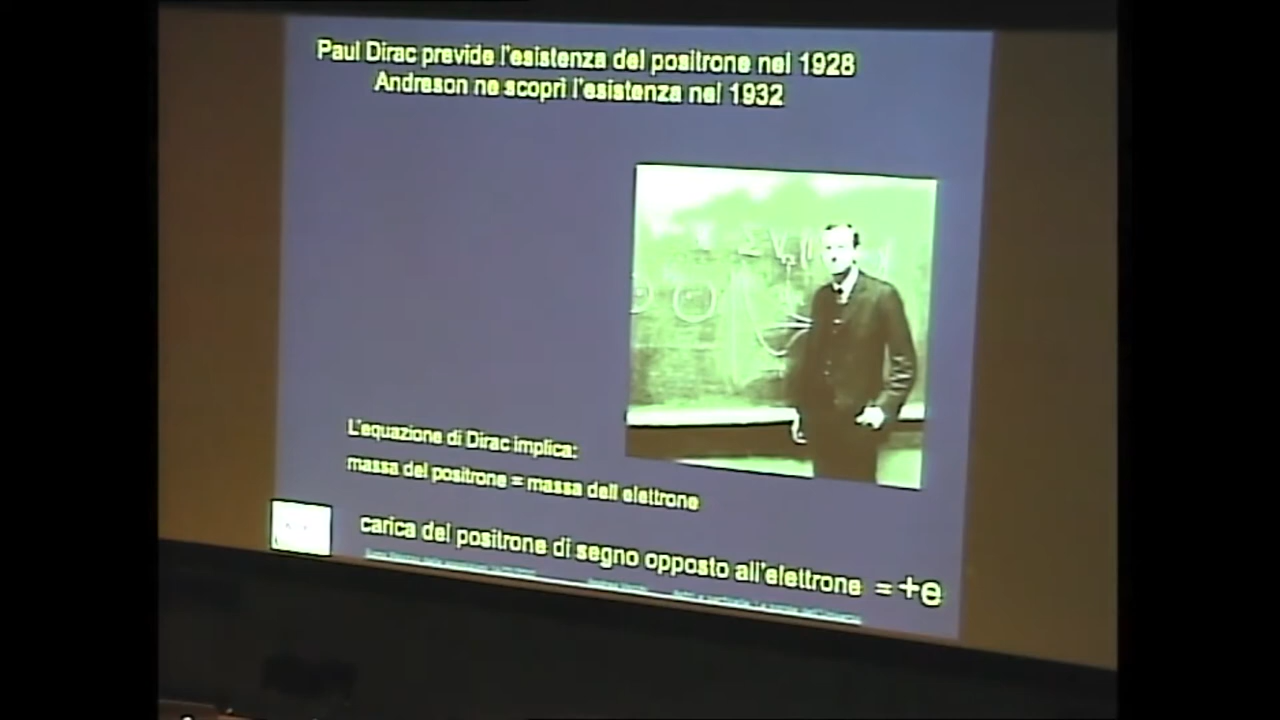 Paul Dirac previde l'esistenza del positrone nel 1928
Andreson ne scoprì l'esistenza nel 1932
L'equazione di Dirac implica:
massa del positrone = massa dell elettrone
carica del positrone di segno opposto all'elettrone = +e